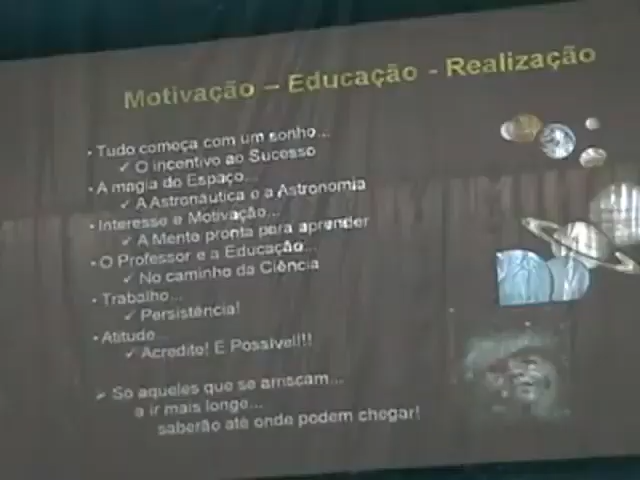 Motivação – Educação - Realização
• Tudo começa com um sonho...
✓ O incentivo ao Sucesso
• A magia do Espaço...
✓ A Astronáutica e a Astronomia
• Interesse e Motivação...
✓ A Mente pronta para aprender
• O Professor e a Educação...
✓ No caminho da Ciência
• Trabalho...
✓ Persistência!
• Atitude...
✓ Acredite! É Possível!!!
➢ So aqueles que se arriscam...
a ir mais longe...
saberão até onde podem chegar!